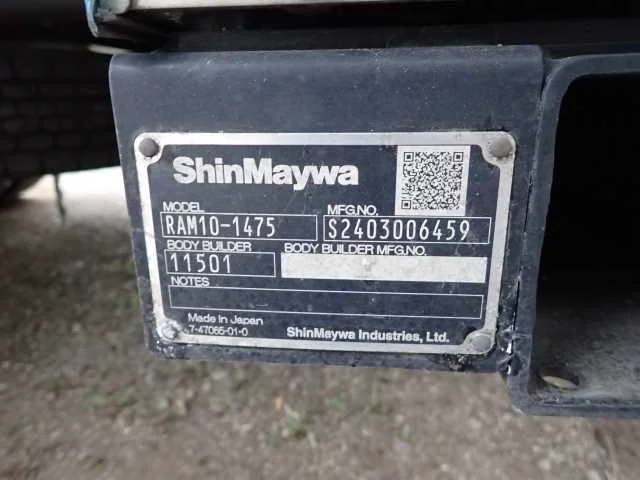 ShinMaywa
MODEL MFG.NO.
RAM10-1475 S2403006459
BODY BUILDER BODY BUILDER MFG.NO.
11501
NOTES
Made in Japan
7-47065-01-0 ShinMaywa Industries, Ltd.